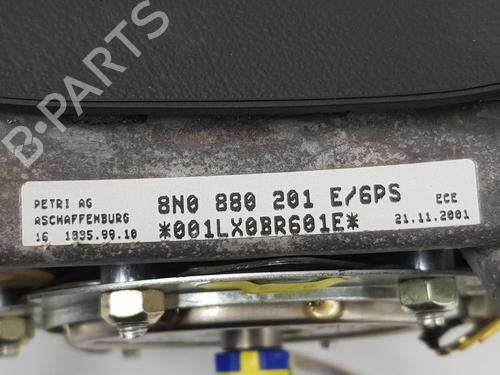 B-PARTS
PETRI AG
ASCHAFFENBURG
16 1895.99.10
8N0 880 201 E/6PS
*001LX0BR601E*
ECE
21.11.2001